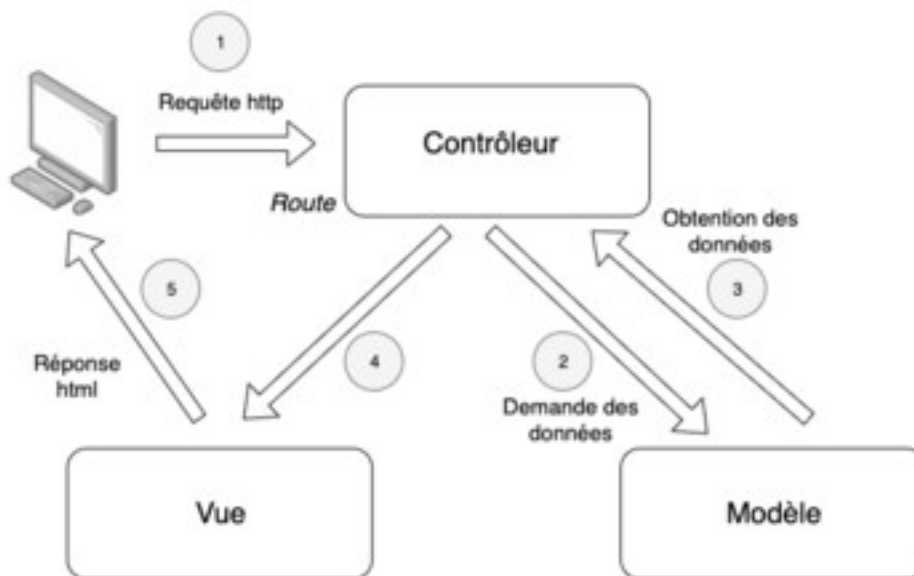 1
Requête http
Contrôleur
Route
Obtention des
données
5
3
4
2
Réponse
html
Demande des
données
Vue
Modèle